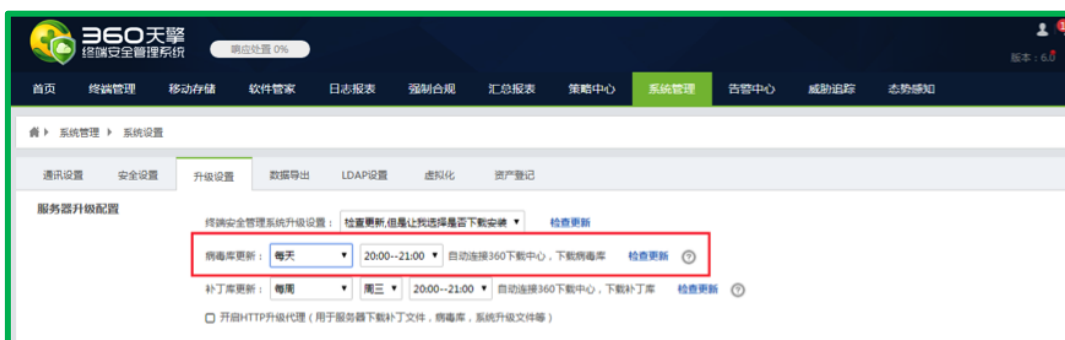 360天擎
终端安全管理系统
响应处置 0%
版本：6.0
首页 终端管理 移动存储 软件管家 日志报表 强制合规 汇总报表 策略中心 系统管理 告警中心 威胁追踪 态势感知
系统管理 系统设置
通讯设置 安全设置 升级设置 数据导出 LDAP设置 虚拟化 资产登记
服务器升级配置
终端安全管理系统升级设置： 检查更新,但是让我选择是否下载安装 检查更新
病毒库更新： 每天 20:00--21:00 自动连接360下载中心，下载病毒库 检查更新
补丁库更新： 每周 周三 20:00--21:00 自动连接360下载中心，下载补丁库 检查更新
开启HTTP升级代理（用于服务器下载补丁文件，病毒库，系统升级文件等）